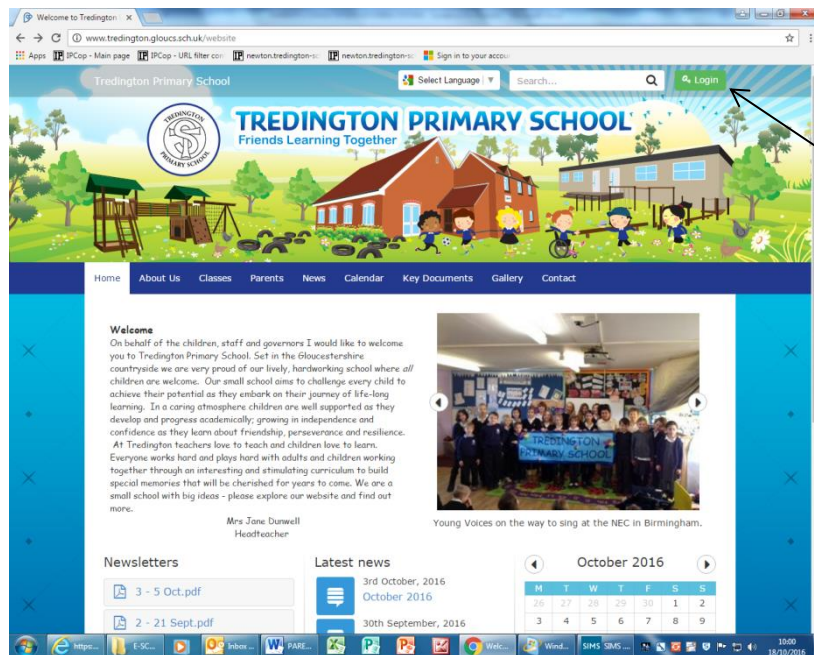 Welcome to Tredington
www.tredington.gloucs.sch.uk/website
Apps
IPCop - Main page
IPCop - URL filter con
newton.tredington-sc
newton.tredington-sc
Sign in to your accou
Tredington Primary School
Select Language
Search...
Login
TREDINGTON
PRIMARY SCHOOL
TREDINGTON PRIMARY SCHOOL
Friends Learning Together
Home
About Us
Classes
Parents
News
Calendar
Key Documents
Gallery
Contact
Welcome
On behalf of the children, staff and governors I would like to welcome
you to Tredington Primary School. Set in the Gloucestershire
countryside we are very proud of our lively, hardworking school where all
children are welcome. Our small school aims to challenge every child to
achieve their potential as they embark on their journey of life-long
learning. In a caring atmosphere children are well supported as they
develop and progress academically; growing in independence and
confidence as they learn about friendship, perseverance and resilience.
At Tredington teachers love to teach and children love to learn.
Everyone works hard and plays hard with adults and children working
together through an interesting and stimulating curriculum to build
special memories that will be cherished for years to come. We are a
small school with big ideas - please explore our website and find out
more.
Mrs Jane Dunwell
Headteacher
TREDINGTON
PRIMARY SCHOOL
Young Voices on the way to sing at the NEC in Birmingham.
Newsletters
3 - 5 Oct.pdf
2 - 21 Sept.pdf
Latest news
3rd October, 2016
October 2016
30th September, 2016
October 2016
M T W T F S S
26 27 28 29 30 1 2
3 4 5 6 7 8 9
https...
E-SC...
Inbox ...
PARE...
Welc...
Wind...
SIMS SIMS ...
10:00
18/10/2016